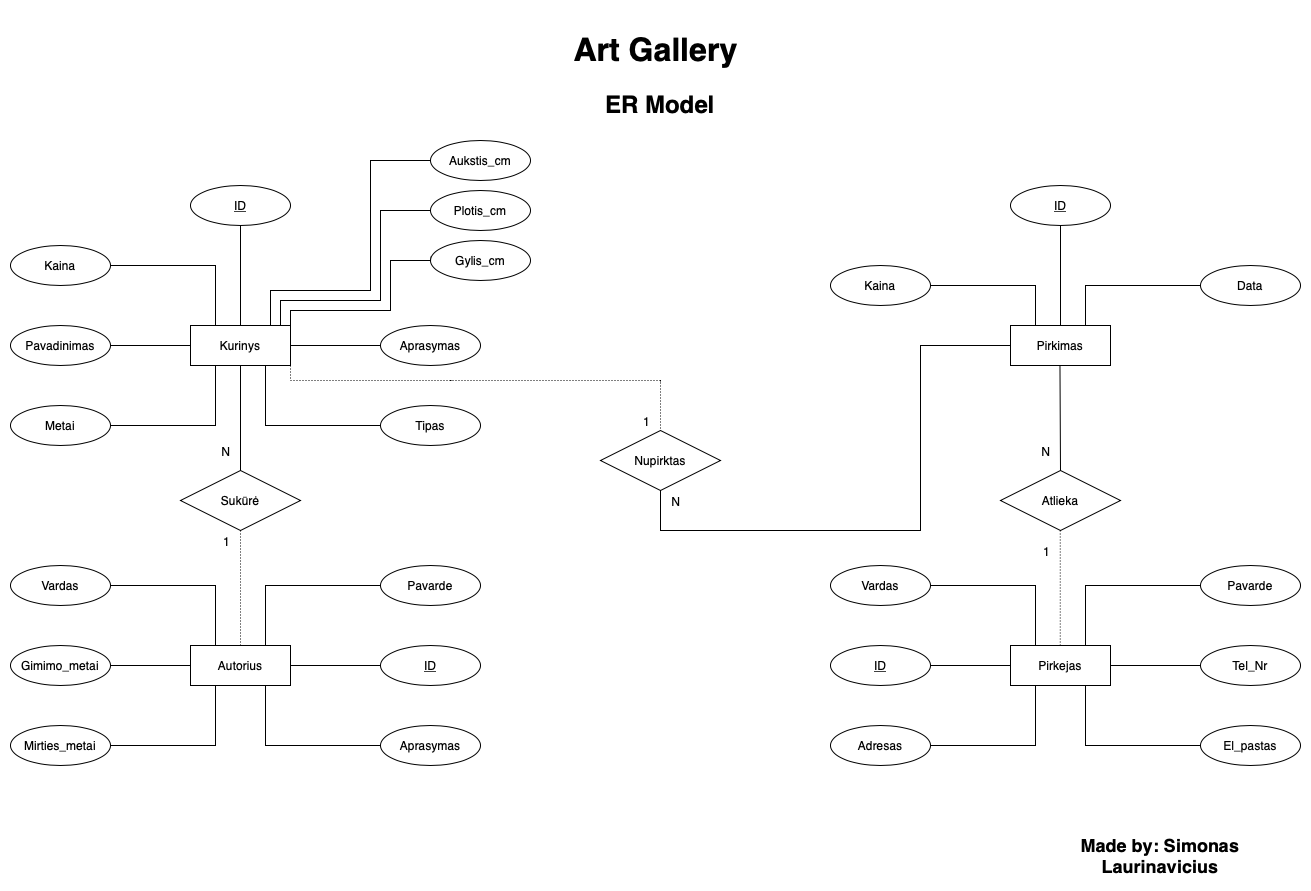 Art Gallery
ER Model
Aukstis_cm
ID
Plotis_cm
ID
Gylis_cm
Kaina
Kaina
Data
Pavadinimas
Kurinys
Aprasymas
Pirkimas
Metai
Tipas
1
N
Nupirktas
N
N
Sukūrė
Atlieka
1
1
Vardas
Pavarde
Vardas
Pavarde
Gimimo_metai
Autorius
ID
ID
Pirkejas
Tel_Nr
Mirties_metai
Aprasymas
Adresas
El_pastas
Made by: Simonas
Laurinavicius